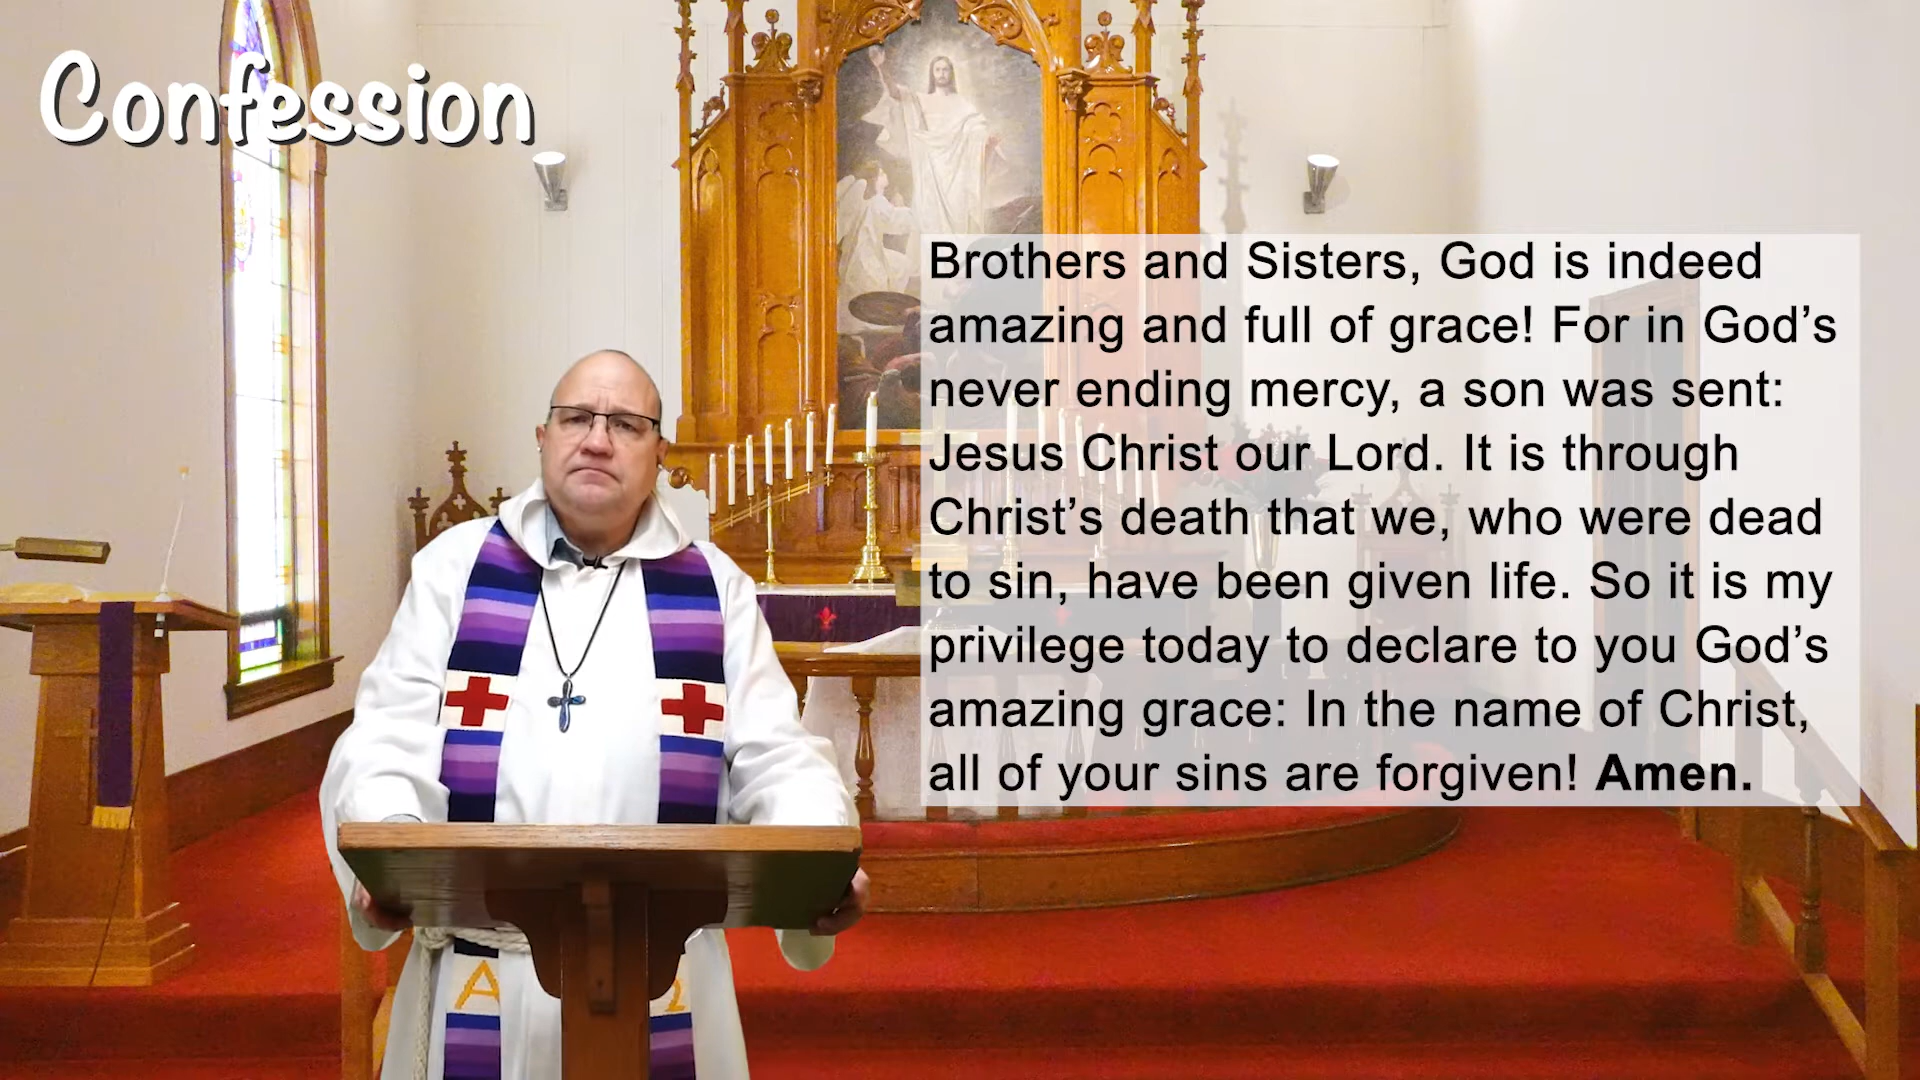 Confession
Brothers and Sisters, God is indeed
amazing and full of grace! For in God’s
never ending mercy, a son was sent:
Jesus Christ our Lord. It is through
Christ’s death that we, who were dead
to sin, have been given life. So it is my
privilege today to declare to you God’s
amazing grace: In the name of Christ,
all of your sins are forgiven! Amen.
Α Ω